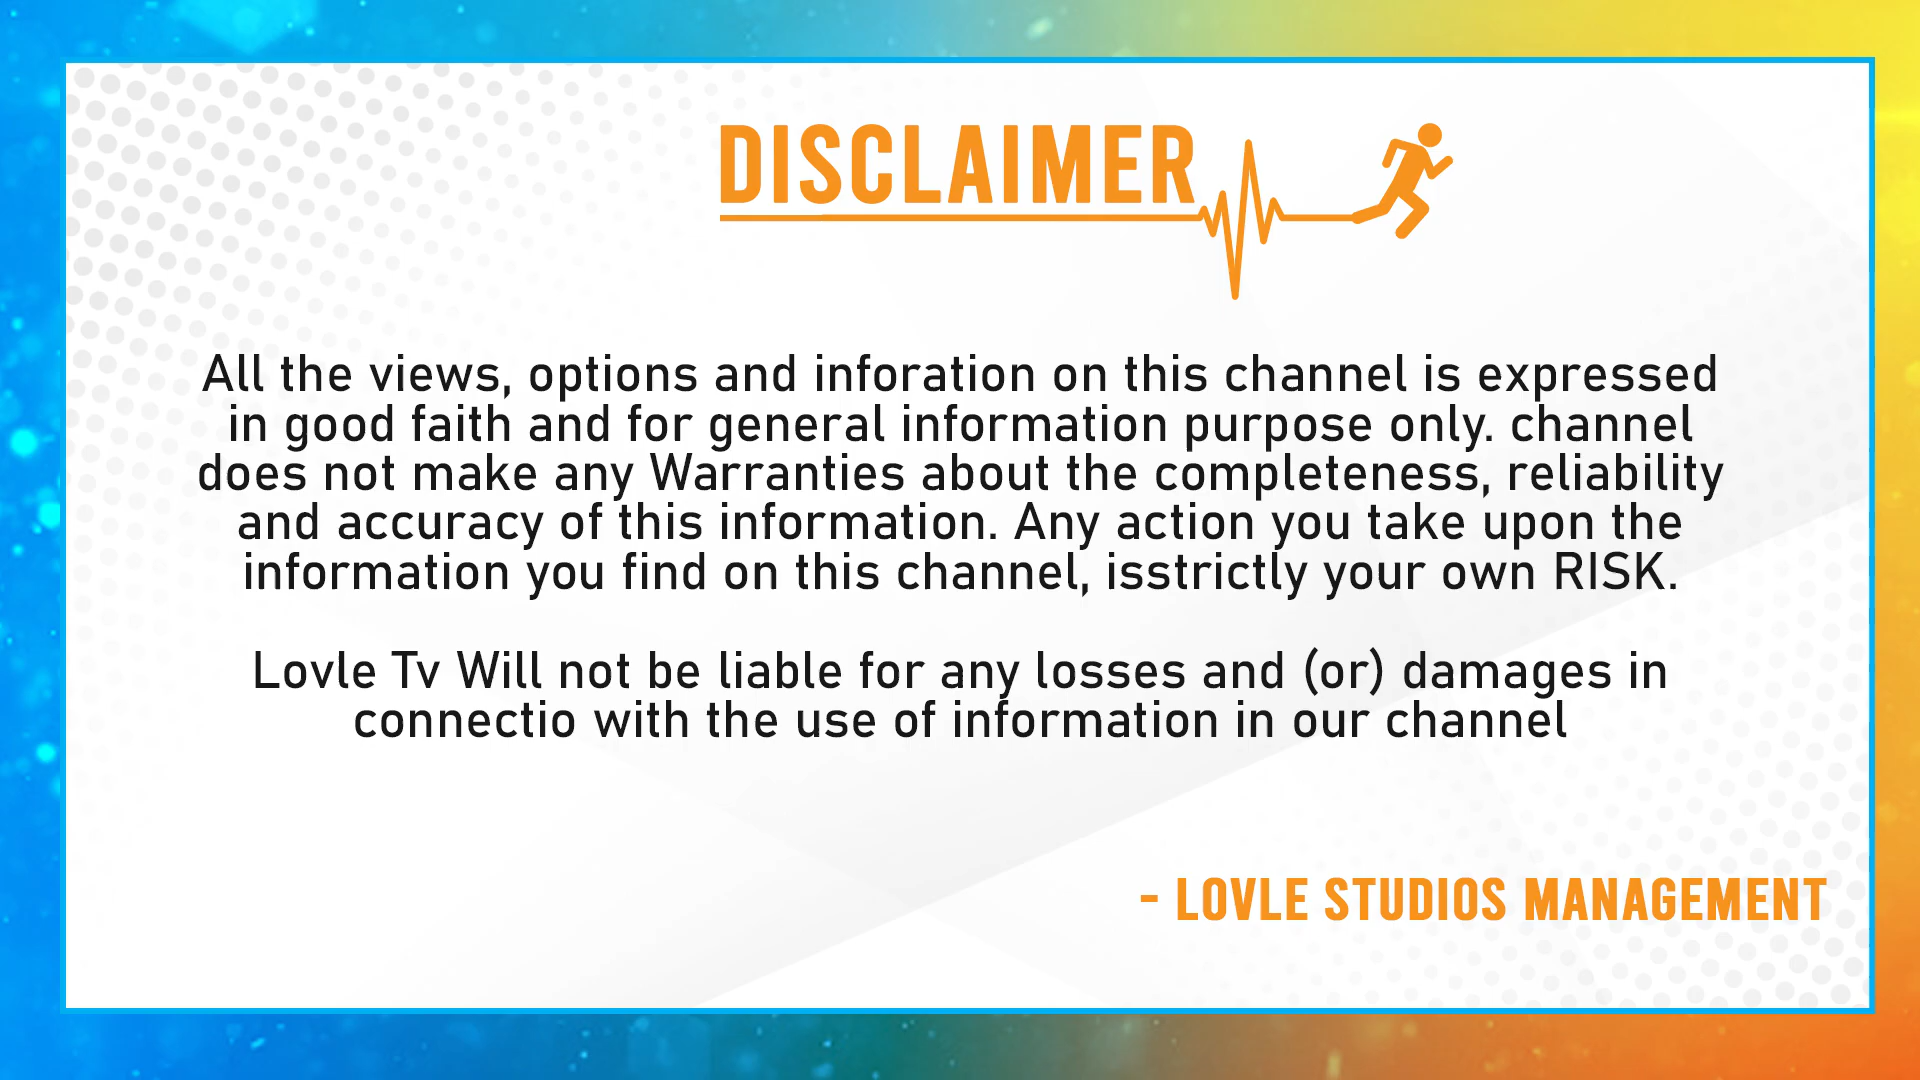 DISCLAIMER
All the views, options and inforation on this channel is expressed
in good faith and for general information purpose only. channel
does not make any Warranties about the completeness, reliability
and accuracy of this information. Any action you take upon the
information you find on this channel, isstrictly your own RISK.
Lovle Tv Will not be liable for any losses and (or) damages in
connectio with the use of information in our channel
- LOVLE STUDIOS MANAGEMENT